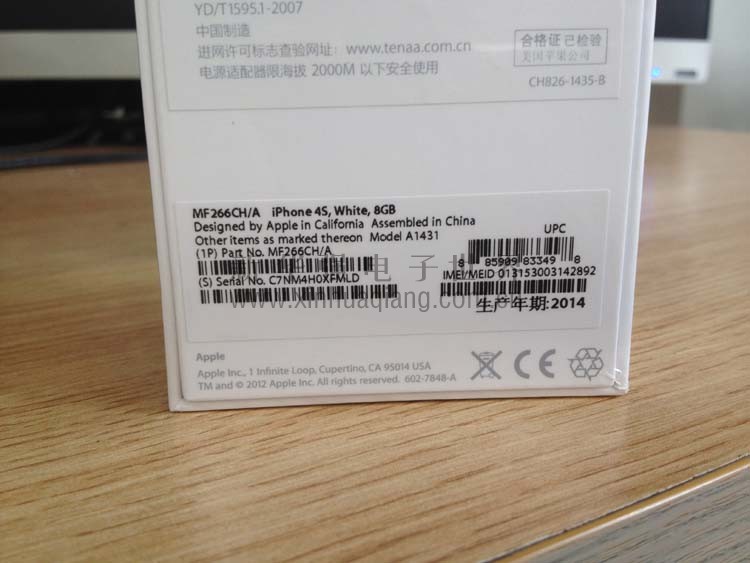 YD/T1595.1-2007
中国制造
进网许可标志查验网址: www.tenaa.com.cn
电源适配器限海拔 2000M 以下安全使用
合格证 已检验
美国苹果公司
CH826-1435-B
MF266CH/A iPhone 4S, White, 8GB
Designed by Apple in California Assembled in China
Other items as marked thereon Model A1431
(1P) Part No. MF266CH/A
(S) Serial No. C7NM4H0XFMLD
UPC
8 85909 83349 8
IMEI/MEID 013153003142892
生产年期:2014
电子
www.xinhuaqiang.com
Apple
Apple Inc., 1 Infinite Loop, Cupertino, CA 95014 USA
TM and © 2012 Apple Inc. All rights reserved. 602-7848-A
CE